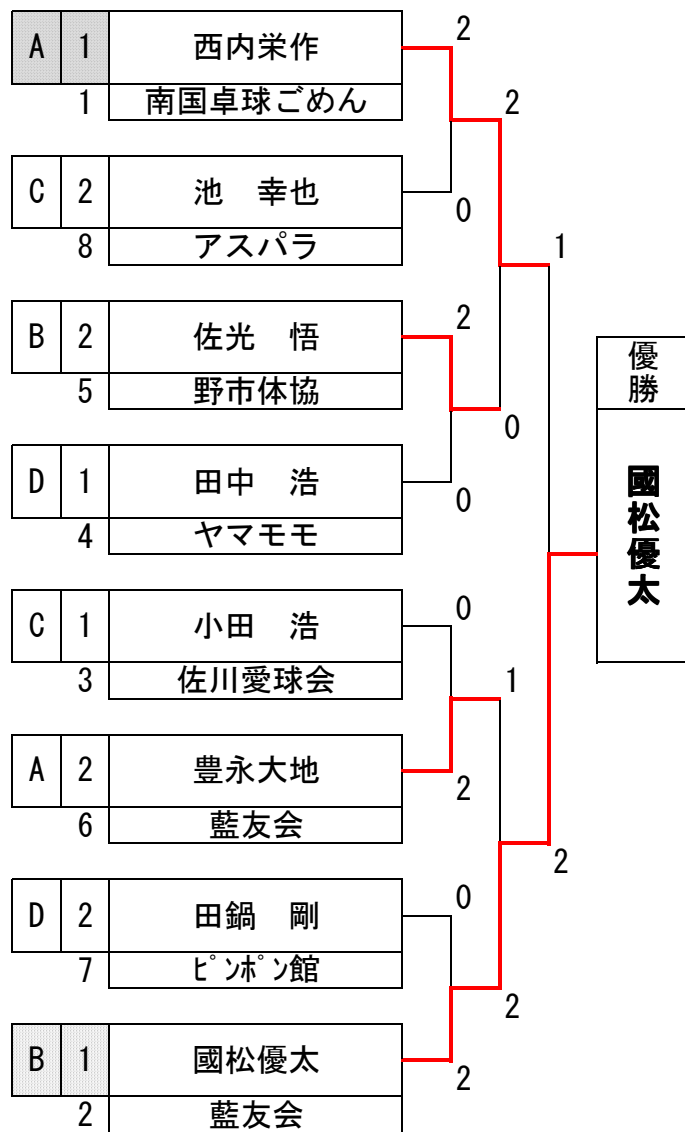 A 1 西内栄作
1 南国卓球ごめん
2
2
C 2 池　幸也
8 アスパラ
0
1
B 2 佐光　悟
5 野市体協
2
0
D 1 田中　浩
4 ヤマモモ
0
優勝
國松優太
C 1 小田　浩
3 佐川愛球会
0
1
A 2 豊永大地
6 藍友会
2
2
D 2 田鍋　剛
7 ﾋﾟﾝﾎﾟﾝ館
0
2
B 1 國松優太
2 藍友会
2